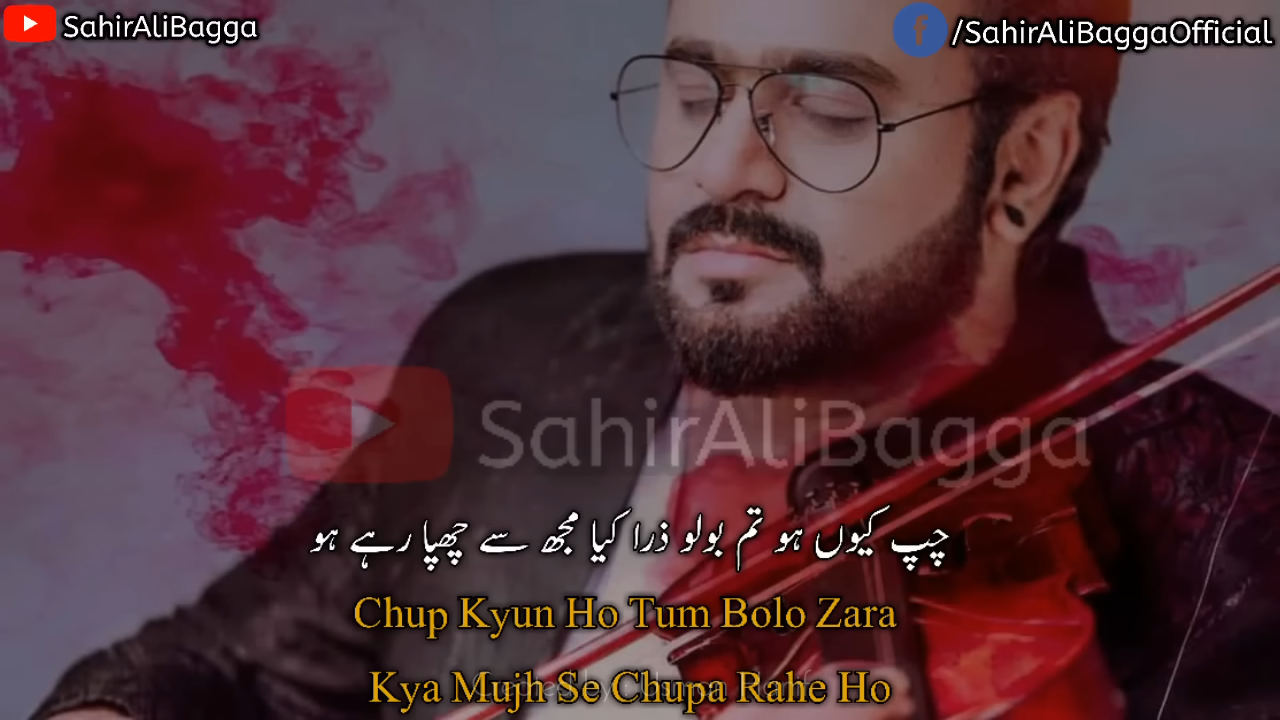 SahirAliBagga
/SahirAliBaggaOfficial
SahirAliBagga
چپ کیوں ہو تم بولو ذرا کیا مجھ سے چھپا رہے ہو
Chup Kyun Ho Tum Bolo Zara
Kya Mujh Se Chupa Rahe Ho